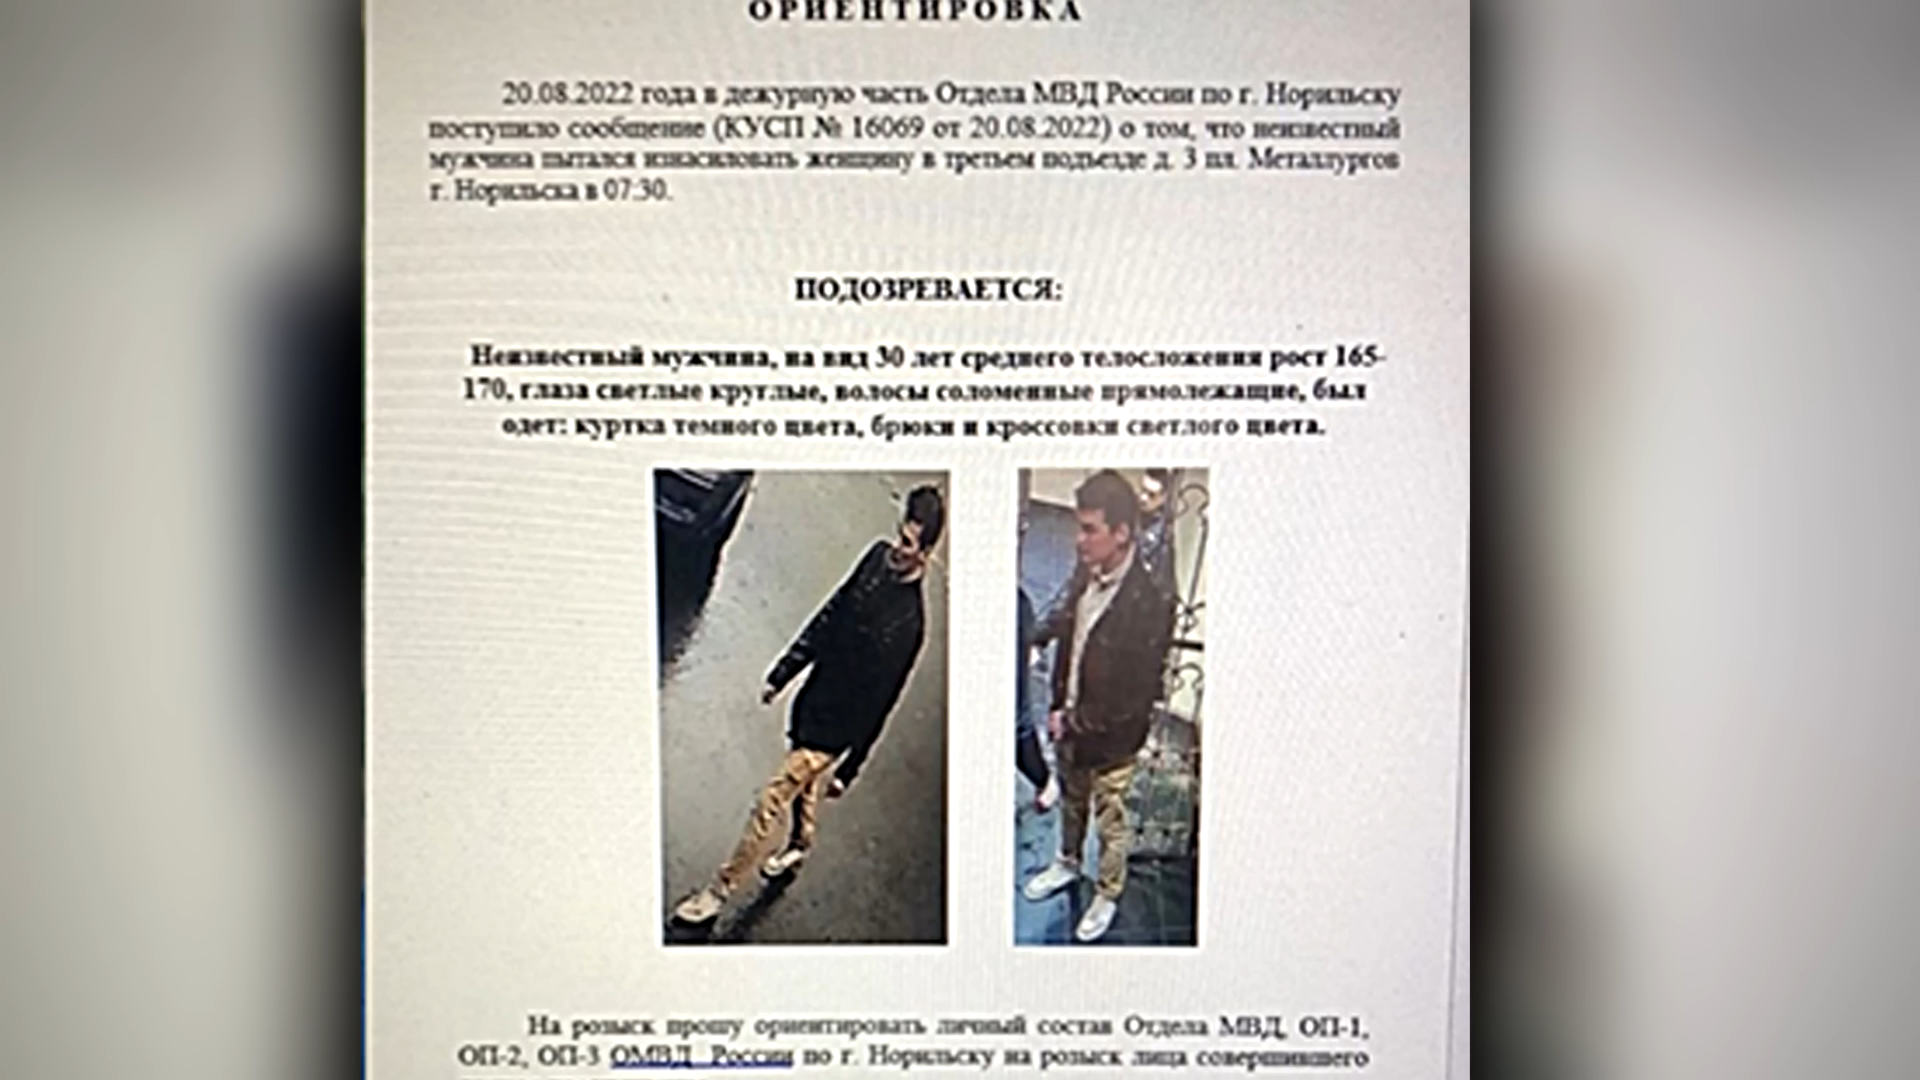 ОРИЕНТИРОВКА
20.08.2022 года в дежурную часть Отдела МВД России по г. Норильску
поступило сообщение (КУСП № 16069 от 20.08.2022) о том, что неизвестный
мужчина пытался изнасиловать женщину в третьем подъезде д. 3 пл. Металлургов
г. Норильска в 07:30.
ПОДОЗРЕВАЕТСЯ:
Неизвестный мужчина, на вид 30 лет среднего телосложения рост 165-
170, глаза светлые круглые, волосы соломенные прямолежащие, был
одет: куртка темного цвета, брюки и кроссовки светлого цвета.
На розыск прошу ориентировать личный состав Отдела МВД, ОП-1,
ОП-2, ОП-3 ОМВД России по г. Норильску на розыск лица совершившего